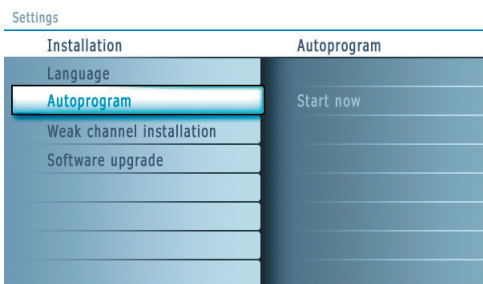 Settings
Installation
Autoprogram
Language
Autoprogram
Start now
Weak channel installation
Software upgrade